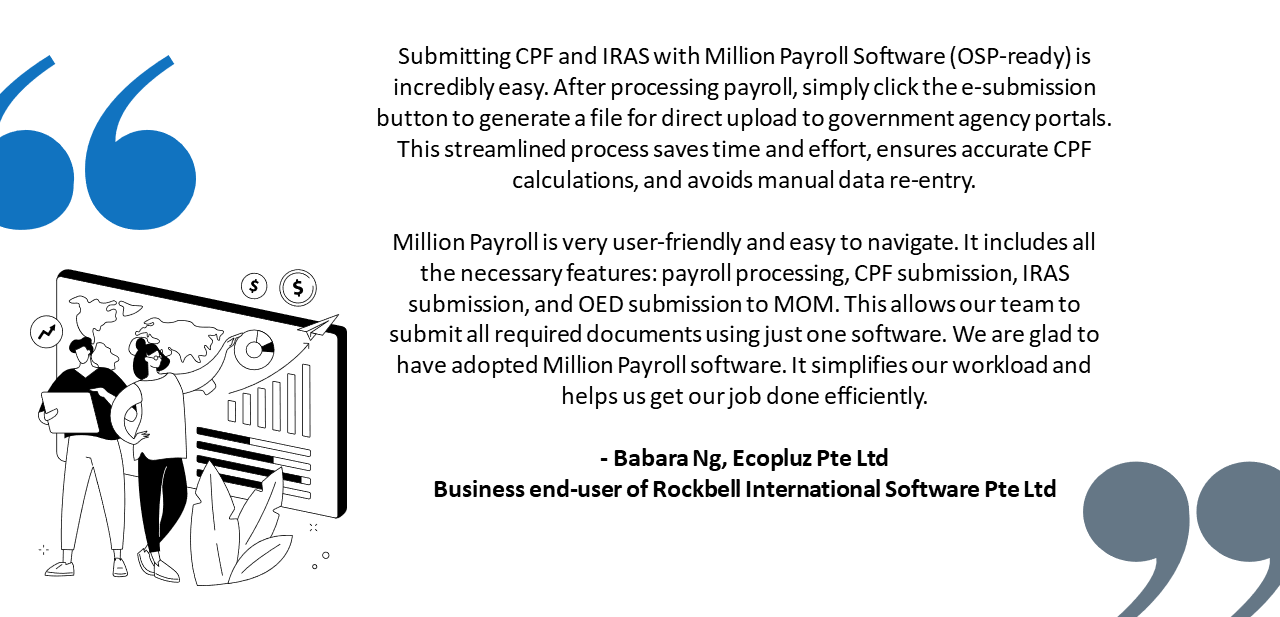 Submitting CPF and IRAS with Million Payroll Software (OSP-ready) is
incredibly easy. After processing payroll, simply click the e-submission
button to generate a file for direct upload to government agency portals.
This streamlined process saves time and effort, ensures accurate CPF
calculations, and avoids manual data re-entry.
Million Payroll is very user-friendly and easy to navigate. It includes all
the necessary features: payroll processing, CPF submission, IRAS
submission, and OED submission to MOM. This allows our team to
submit all required documents using just one software. We are glad to
have adopted Million Payroll software. It simplifies our workload and
helps us get our job done efficiently.
- Babara Ng, Ecopluz Pte Ltd
Business end-user of Rockbell International Software Pte Ltd